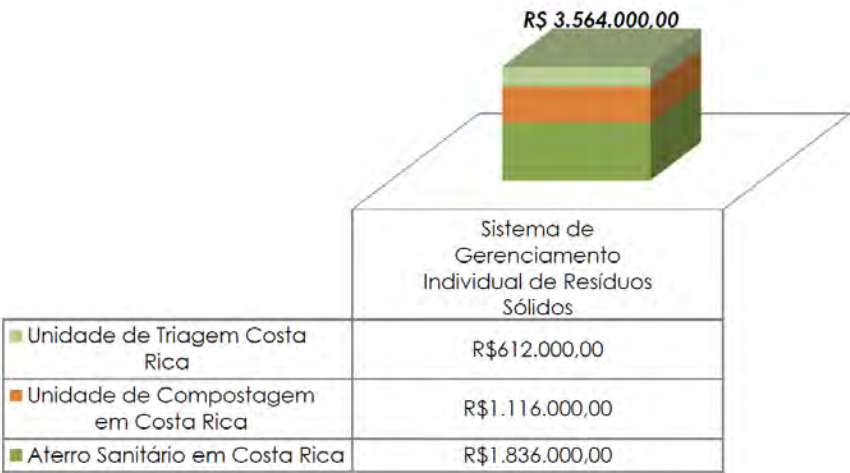 R$ 3.564.000,00
Sistema de
Gerenciamento
Individual de Resíduos
Sólidos
Unidade de Triagem Costa
Rica
R$612.000,00
Unidade de Compostagem
em Costa Rica
R$1.116.000,00
Aterro Sanitário em Costa Rica
R$1.836.000,00